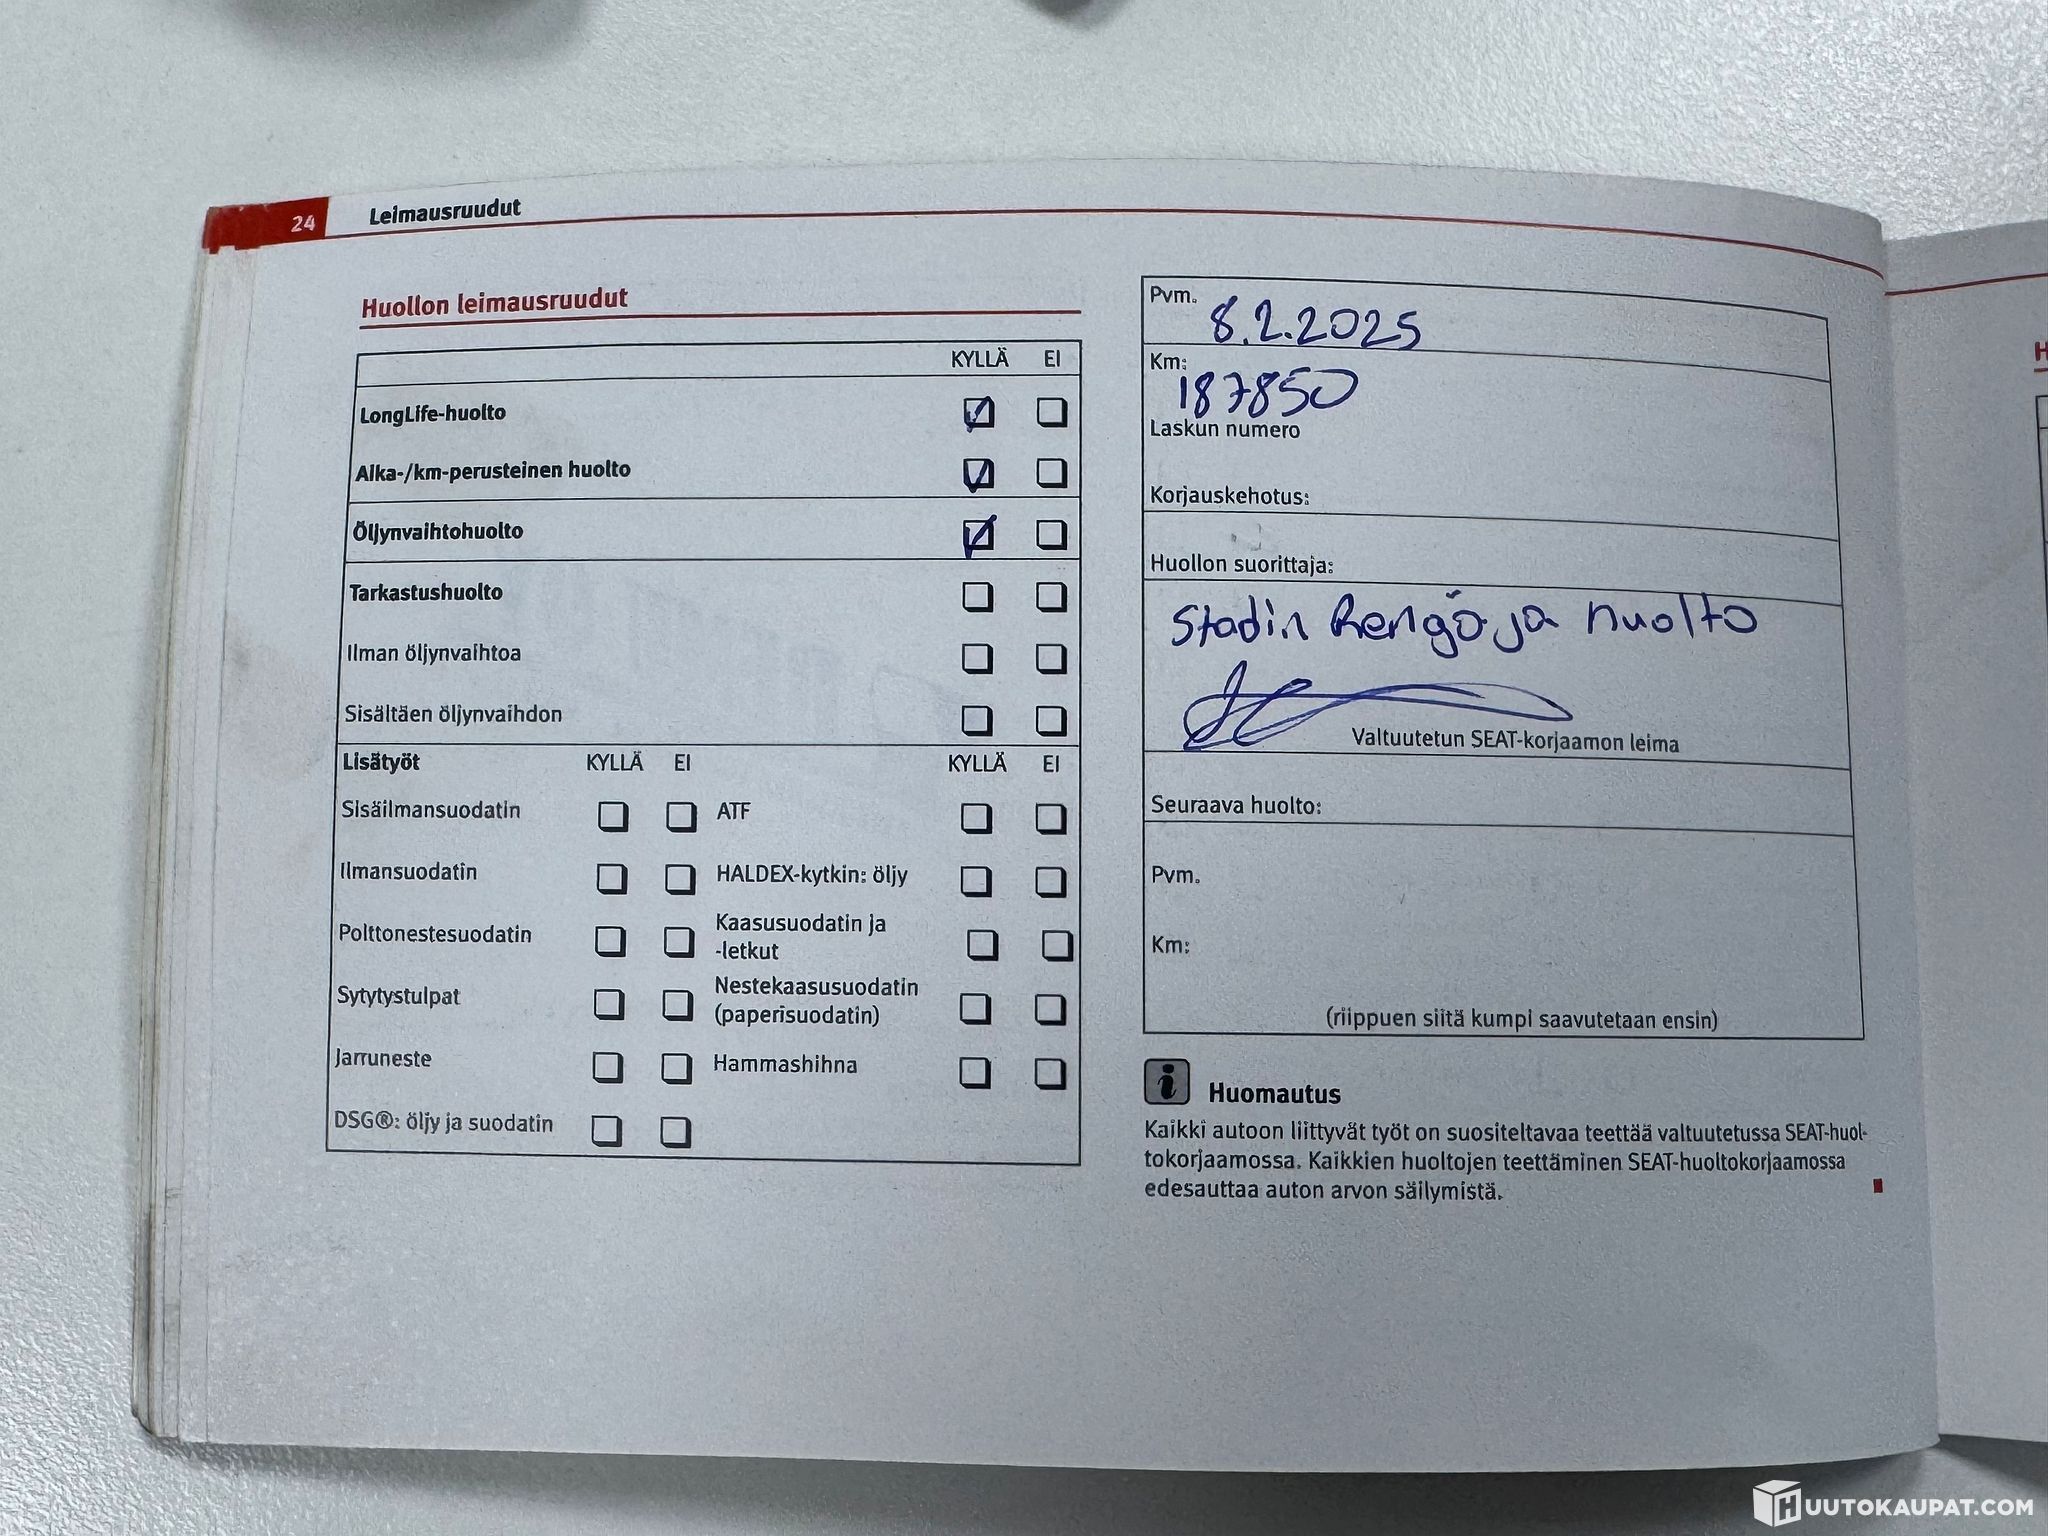 24 Leimausruudut
Huollon leimausruudut
KYLLÄ EI
LongLife-huolto
Aika-/km-perusteinen huolto
Öljynvaihtohuolto
Tarkastushuolto
Ilman öljynvaihtoa
Sisältäen öljynvaihdon
Lisätyöt KYLLÄ EI KYLLÄ EI
Sisäilmansuodatin ATF
Ilmansuodatin HALDEX-kytkin: öljy
Polttonestesuodatin Kaasusuodatin ja
-letkut
Sytytystulpat Nestekaasusuodatin
(paperisuodatin)
Jarruneste Hammashihna
DSG®: öljy ja suodatin
Pvm.
8.2.2025
Km:
187850
Laskun numero
Korjauskehotus:
Huollon suorittaja:
Stadin Rengas ja huolto
Valtuutetun SEAT-korjaamon leima
Seuraava huolto:
Pvm.
Km:
(riippuen siitä kumpi saavutetaan ensin)
i Huomautus
Kaikki autoon liittyvät työt on suositeltavaa teettää valtuutetussa SEAT-huol-
tokorjaamossa. Kaikkien huoltojen teettäminen SEAT-huoltokorjaamossa
edesauttaa auton arvon säilymistä.
H
HUUTOKAUPAT.COM